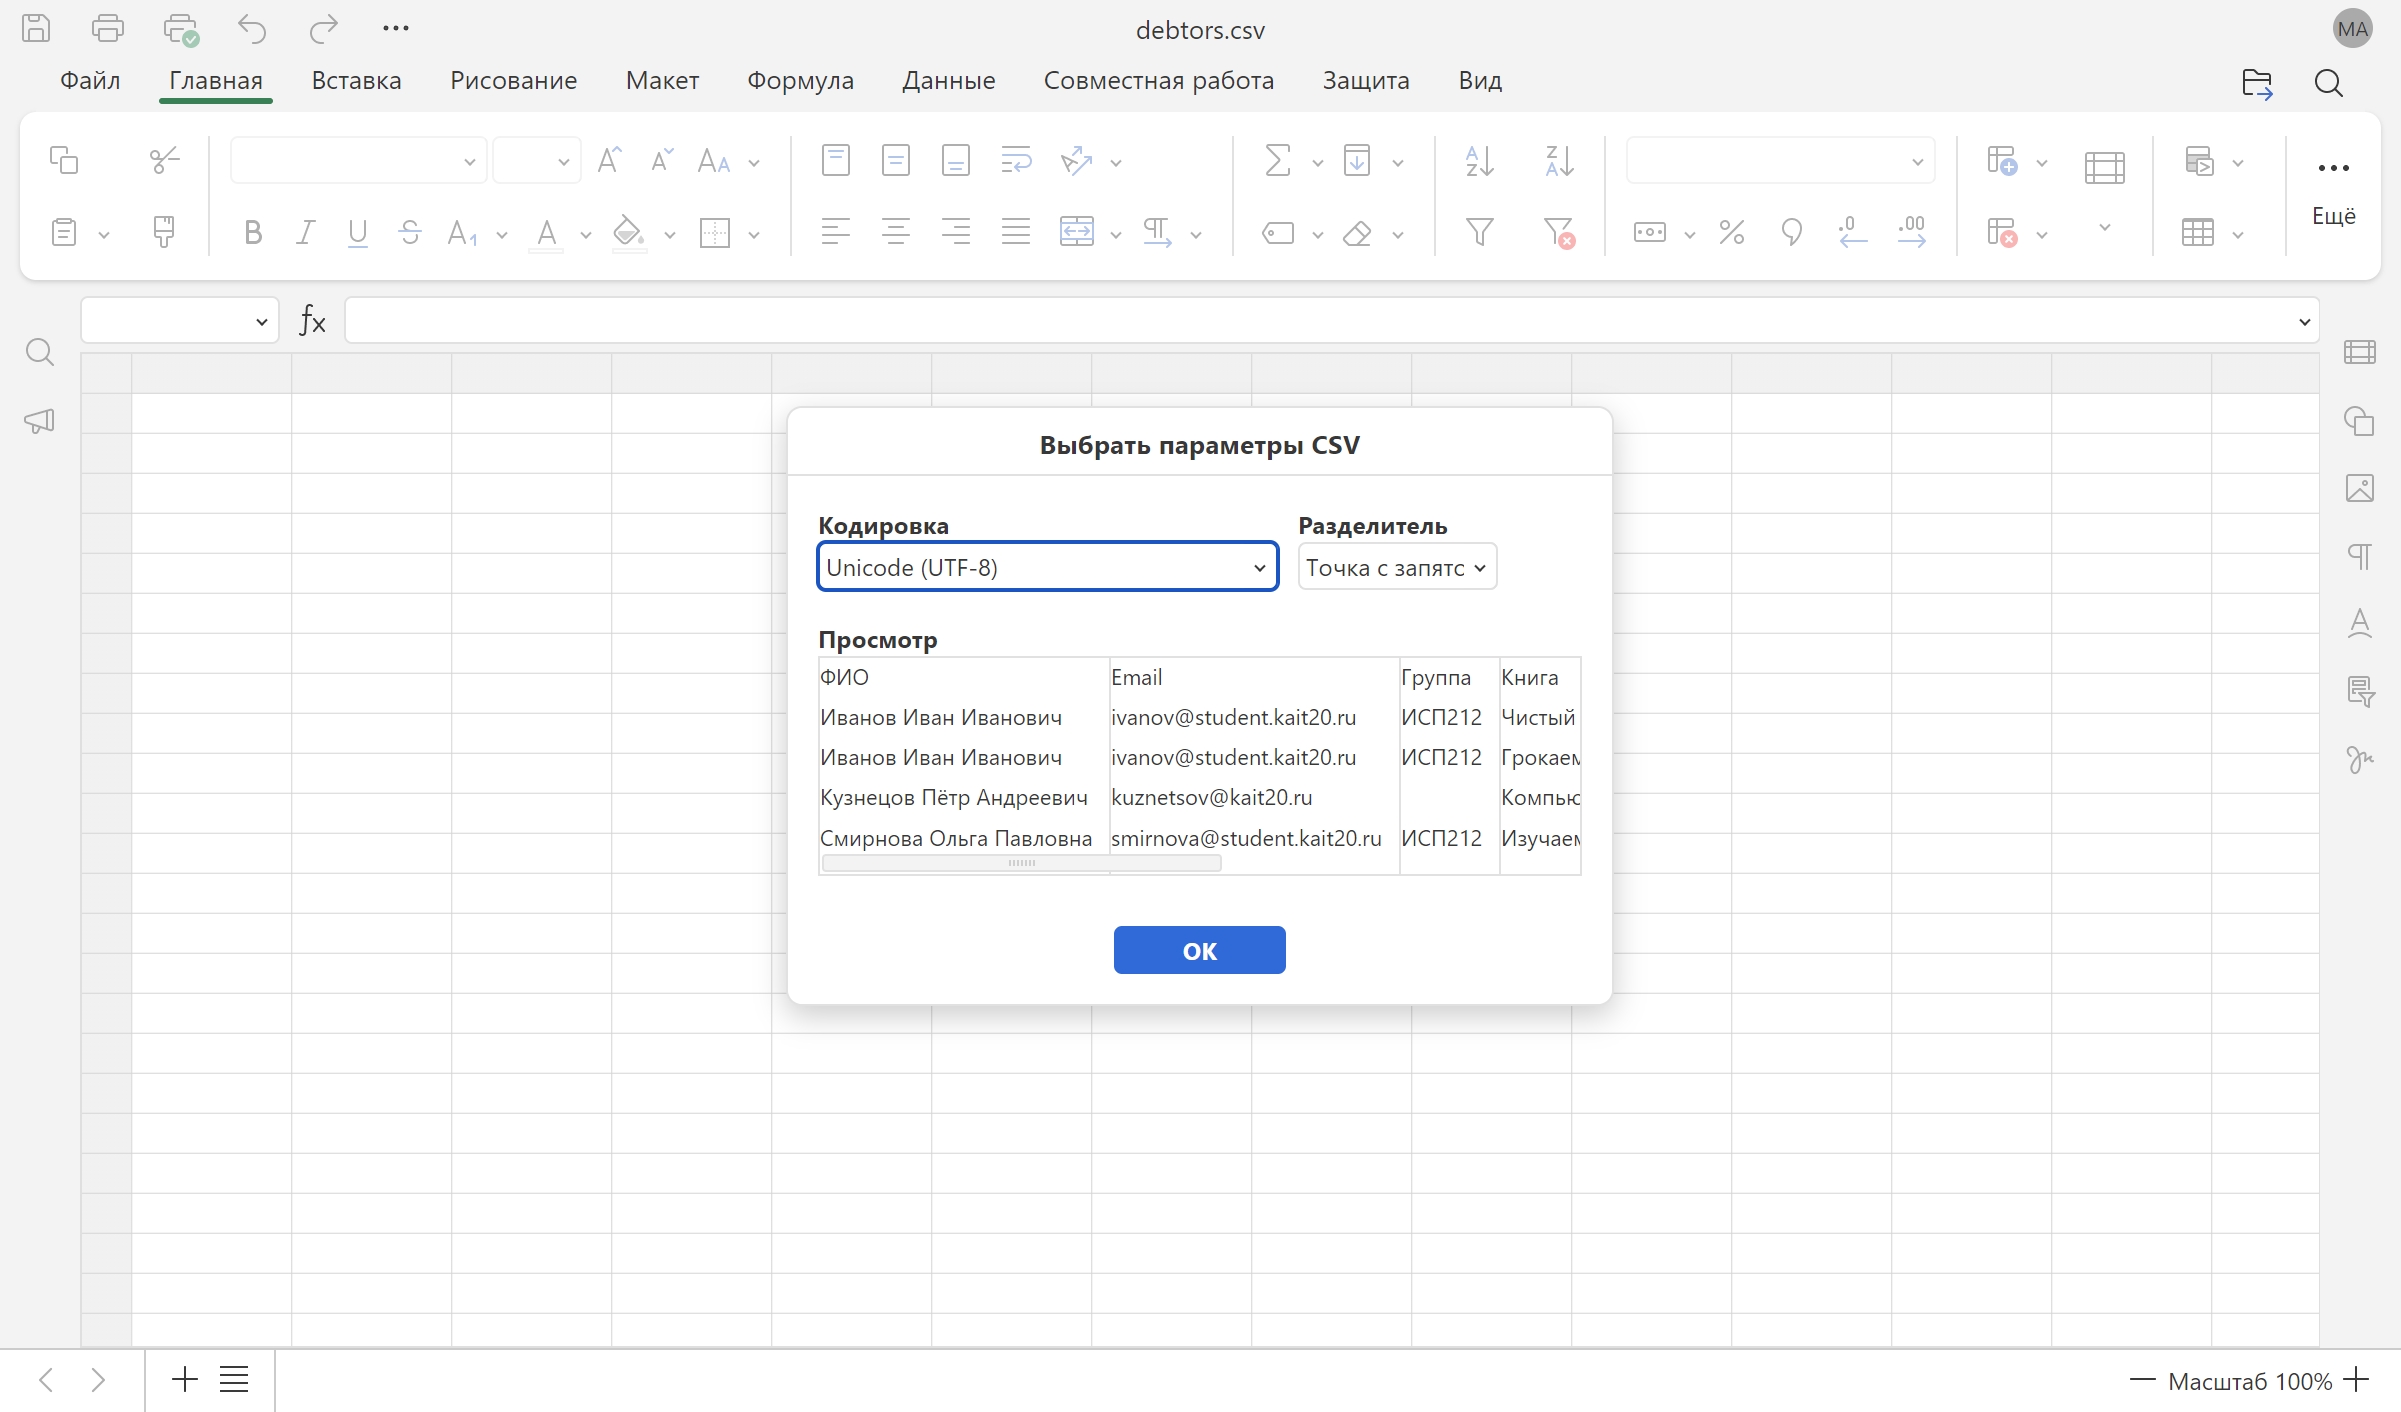 debtors.csv
MA
Файл Главная Вставка Рисование Макет Формула Данные Совместная работа Защита Вид
Ещё
Выбрать параметры CSV
Кодировка Разделитель
Unicode (UTF-8) Точка с запято
Просмотр
ФИО Email Группа Книга
Иванов Иван Иванович ivanov@student.kait20.ru ИСП212 Чистый
Иванов Иван Иванович ivanov@student.kait20.ru ИСП212 Грокаем
Кузнецов Пётр Андреевич kuznetsov@kait20.ru Компью
Смирнова Ольга Павловна smirnova@student.kait20.ru ИСП212 Изучаем
ОК
Масштаб 100%